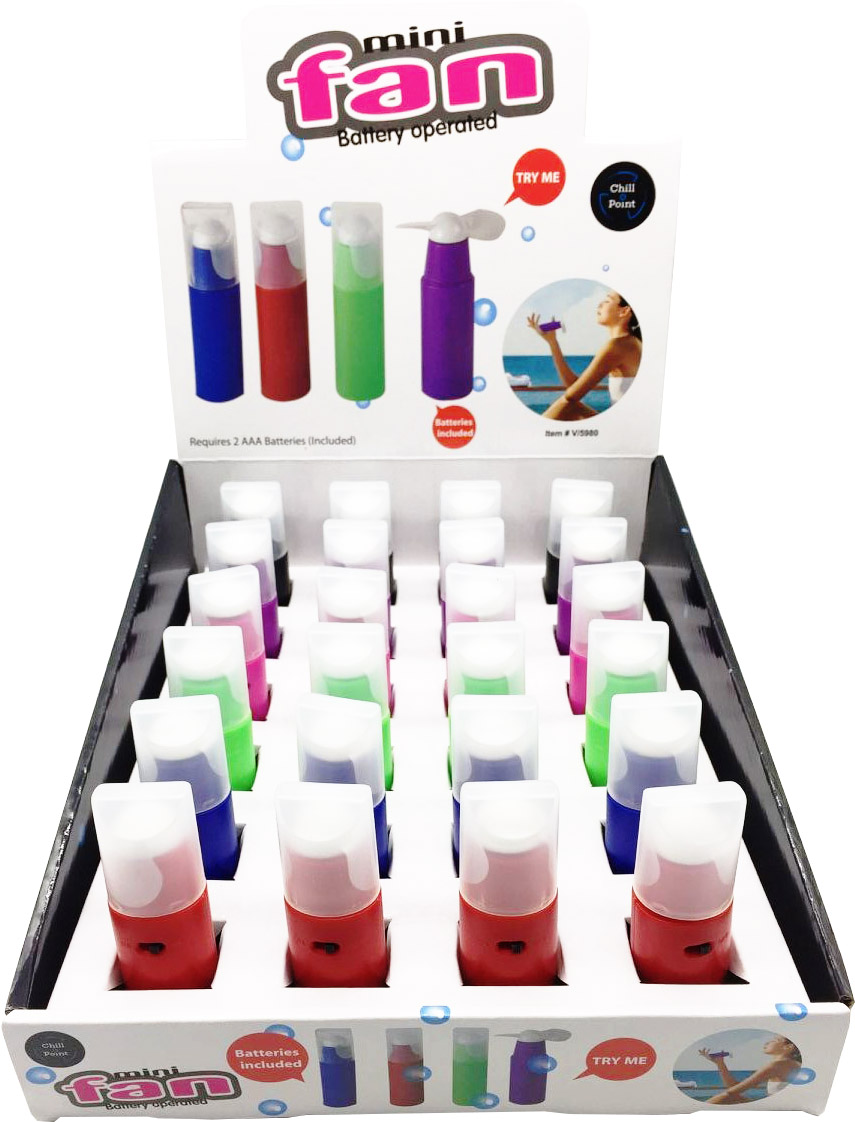 mini
fan
Battery operated
TRY ME
Chill
Point
Batteries
included
Requires 2 AAA Batteries (Included)
Item # V/5980
Chill
Point
mini
fan
Battery operated
Batteries
included
TRY ME